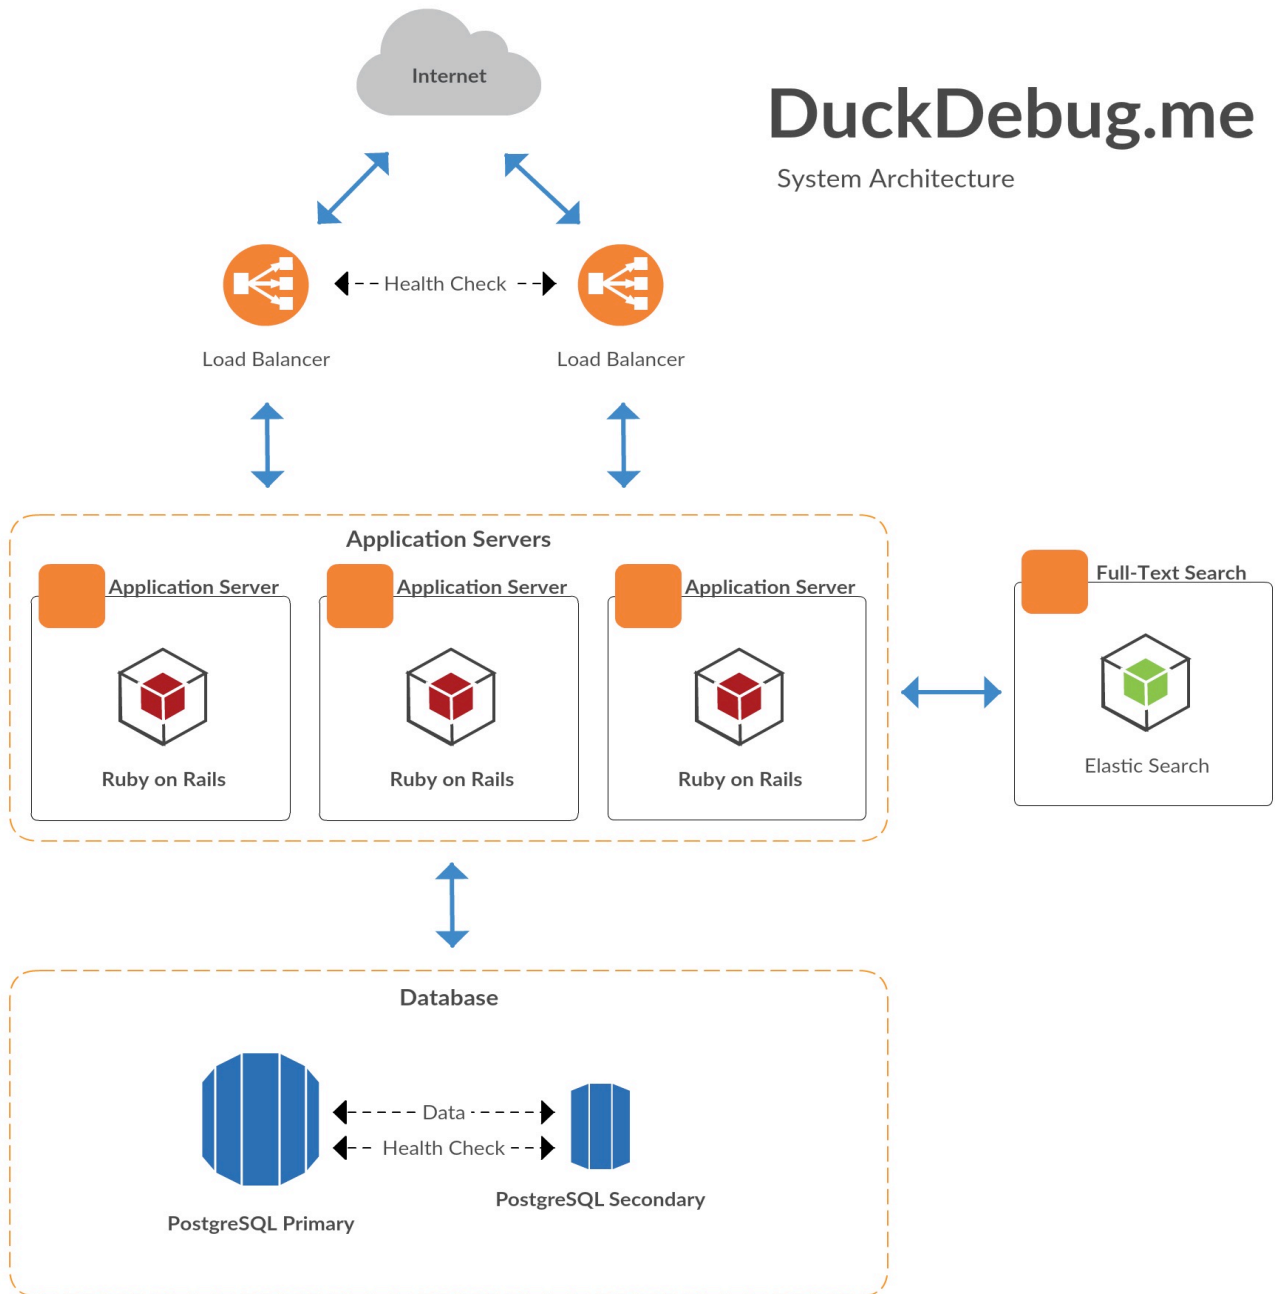 Internet
DuckDebug.me
System Architecture
Health Check
Load Balancer
Load Balancer
Application Servers
Application Server
Application Server
Application Server
Full-Text Search
Ruby on Rails
Ruby on Rails
Ruby on Rails
Elastic Search
Database
Data
Health Check
PostgreSQL Primary
PostgreSQL Secondary